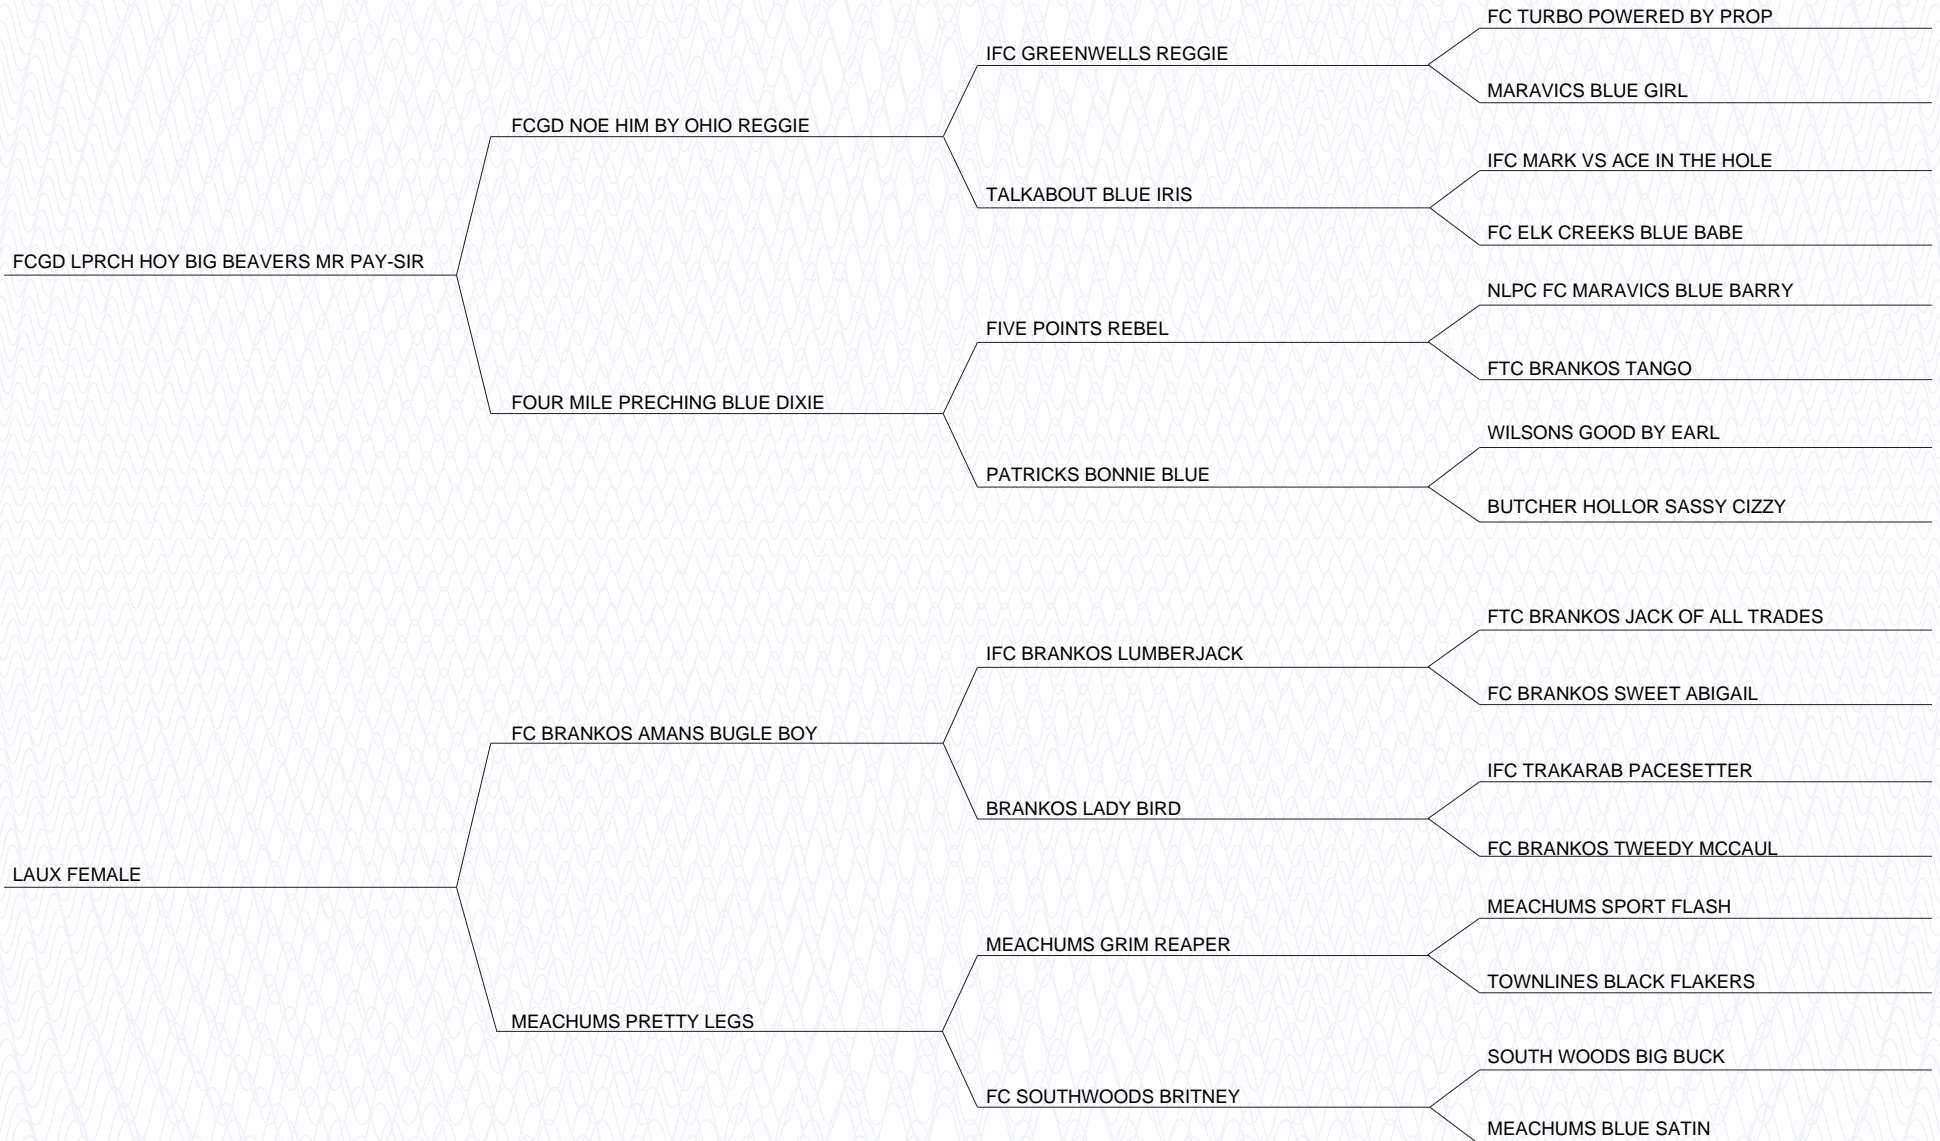 FC TURBO POWERED BY PROP
IFC GREENWELLS REGGIE
MARAVICS BLUE GIRL
FCGD NOE HIM BY OHIO REGGIE
IFC MARK VS ACE IN THE HOLE
TALKABOUT BLUE IRIS
FC ELK CREEKS BLUE BABE
FCGD LPRCH HOY BIG BEAVERS MR PAY-SIR
NLPC FC MARAVICS BLUE BARRY
FIVE POINTS REBEL
FTC BRANKOS TANGO
FOUR MILE PRECHING BLUE DIXIE
WILSONS GOOD BY EARL
PATRICKS BONNIE BLUE
BUTCHER HOLLOR SASSY CIZZY
FTC BRANKOS JACK OF ALL TRADES
IFC BRANKOS LUMBERJACK
FC BRANKOS SWEET ABIGAIL
FC BRANKOS AMANS BUGLE BOY
IFC TRAKARAB PACESETTER
BRANKOS LADY BIRD
FC BRANKOS TWEEDY MCCAUL
LAUX FEMALE
MEACHUMS SPORT FLASH
MEACHUMS GRIM REAPER
TOWNLINES BLACK FLAKERS
MEACHUMS PRETTY LEGS
SOUTH WOODS BIG BUCK
FC SOUTHWOODS BRITNEY
MEACHUMS BLUE SATIN